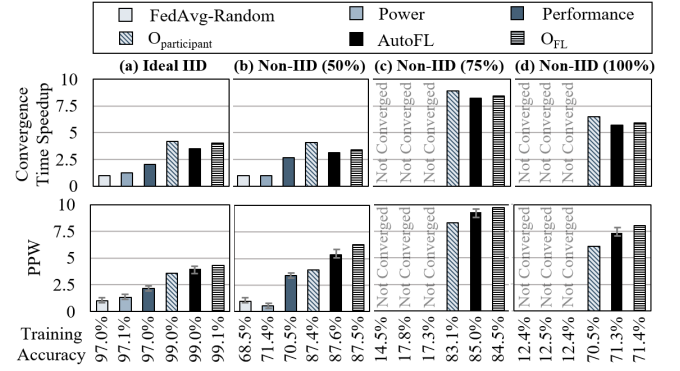 FedAvg-Random Power Performance
O_participant AutoFL O_FL
(a) Ideal IID (b) Non-IID (50%) (c) Non-IID (75%) (d) Non-IID (100%)
Convergence
Time Speedup
10
7.5
5
2.5
0
Not Converged Not Converged Not Converged
Not Converged Not Converged Not Converged
PPW
10
7.5
5
2.5
0
Not Converged Not Converged Not Converged
Not Converged Not Converged Not Converged
Training
Accuracy
97.0% 97.1% 97.0% 99.0% 99.0% 99.1%
68.5% 71.4% 70.5% 87.4% 87.6% 87.5%
14.5% 17.8% 17.3% 83.1% 85.0% 84.5%
12.4% 12.5% 12.4% 70.5% 71.3% 71.4%